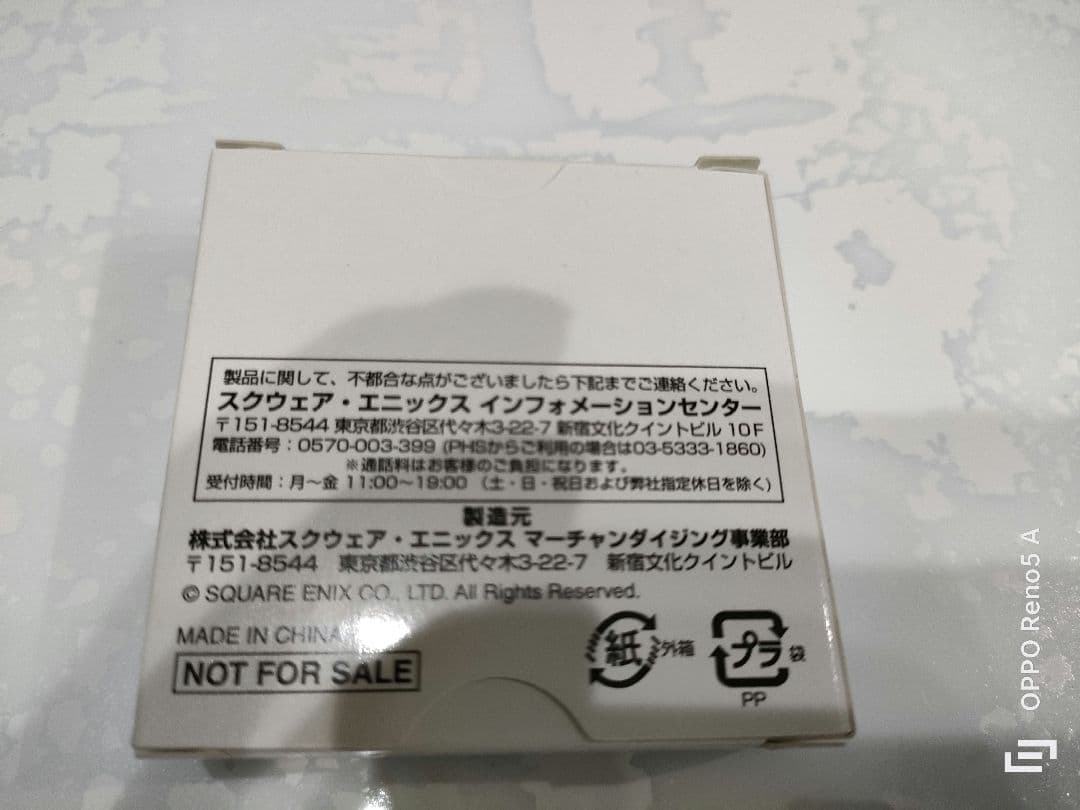 製品に関して、不都合な点がございましたら下記までご連絡ください。
スクウェア・エニックス インフォメーションセンター
〒151-8544 東京都渋谷区代々木3-22-7 新宿文化クイントビル 10F
電話番号：0570-003-399 (PHSからご利用の場合は03-5333-1860)
※通話料はお客様のご負担になります。
受付時間：月～金 11:00～19:00 （土・日・祝日および弊社指定休日を除く）
製造元
株式会社スクウェア・エニックス マーチャンダイジング事業部
〒151-8544 東京都渋谷区代々木3-22-7 新宿文化クイントビル
© SQUARE ENIX CO., LTD. All Rights Reserved.
MADE IN CHINA
NOT FOR SALE
紙 外箱
プラ 袋
PP
OPPO Reno5 A